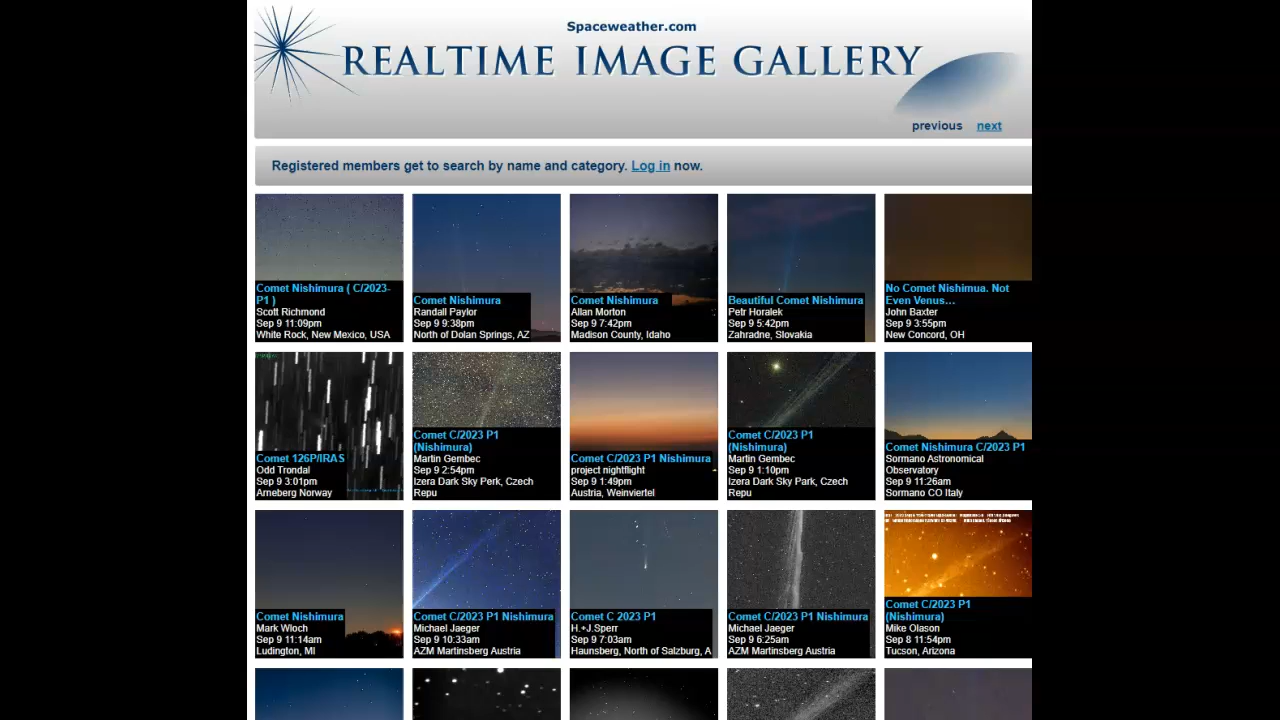 Spaceweather.com
REALTIME IMAGE GALLERY
previous next
Registered members get to search by name and category. Log in now.
Comet Nishimura ( C/2023-
P1 )
Scott Richmond
Sep 9 11:09pm
White Rock, New Mexico, USA
Comet Nishimura
Randall Paylor
Sep 9 9:38pm
North of Dolan Springs, AZ
Comet Nishimura
Allan Morton
Sep 9 7:42pm
Madison County, Idaho
Beautiful Comet Nishimura
Petr Horalek
Sep 9 5:42pm
Zahradne, Slovakia
No Comet Nishimua. Not
Even Venus...
John Baxter
Sep 9 3:55pm
New Concord, OH
Comet 126P/IRAS
Odd Trondal
Sep 9 3:01pm
Arneberg Norway
Comet C/2023 P1
(Nishimura)
Martin Gembec
Sep 9 2:54pm
Izera Dark Sky Perk, Czech
Repu
Comet C/2023 P1 Nishimura
project nightflight
Sep 9 1:49pm
Austria, Weinviertel
Comet C/2023 P1
(Nishimura)
Martin Gembec
Sep 9 1:10pm
Izera Dark Sky Park, Czech
Repu
Comet Nishimura C/2023 P1
Sormano Astronomical
Observatory
Sep 9 11:26am
Sormano CO Italy
Comet Nishimura
Mark Wloch
Sep 9 11:14am
Ludington, MI
Comet C/2023 P1 Nishimura
Michael Jaeger
Sep 9 10:33am
AZM Martinsberg Austria
Comet C 2023 P1
H.+J.Sperr
Sep 9 7:03am
Haunsberg, North of Salzburg, A
Comet C/2023 P1 Nishimura
Michael Jaeger
Sep 9 6:25am
AZM Martinsberg Austria
Comet C/2023 P1
(Nishimura)
Mike Olason
Sep 8 11:54pm
Tucson, Arizona